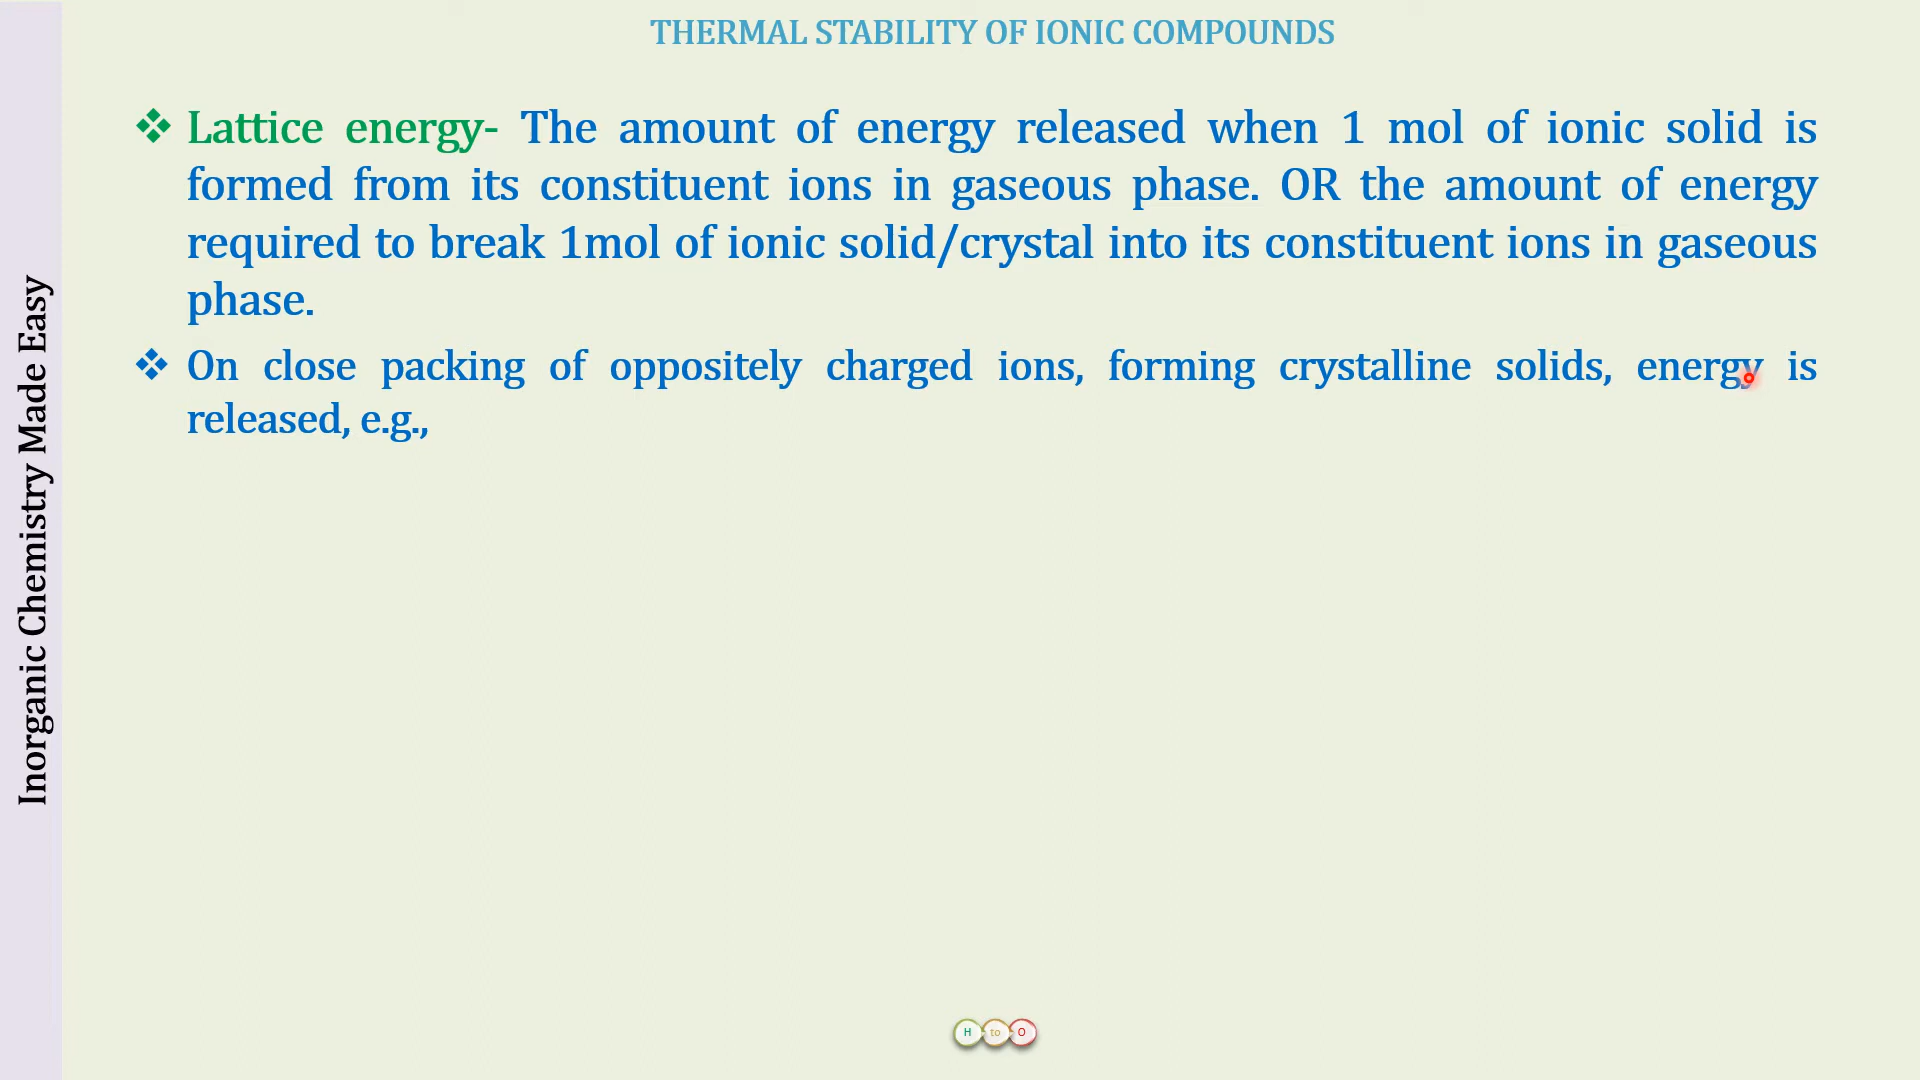 THERMAL STABILITY OF IONIC COMPOUNDS
Lattice energy- The amount of energy released when 1 mol of ionic solid is
formed from its constituent ions in gaseous phase. OR the amount of energy
required to break 1mol of ionic solid/crystal into its constituent ions in gaseous
phase.
On close packing of oppositely charged ions, forming crystalline solids, energy is
released, e.g.,
Inorganic Chemistry Made Easy
H to O